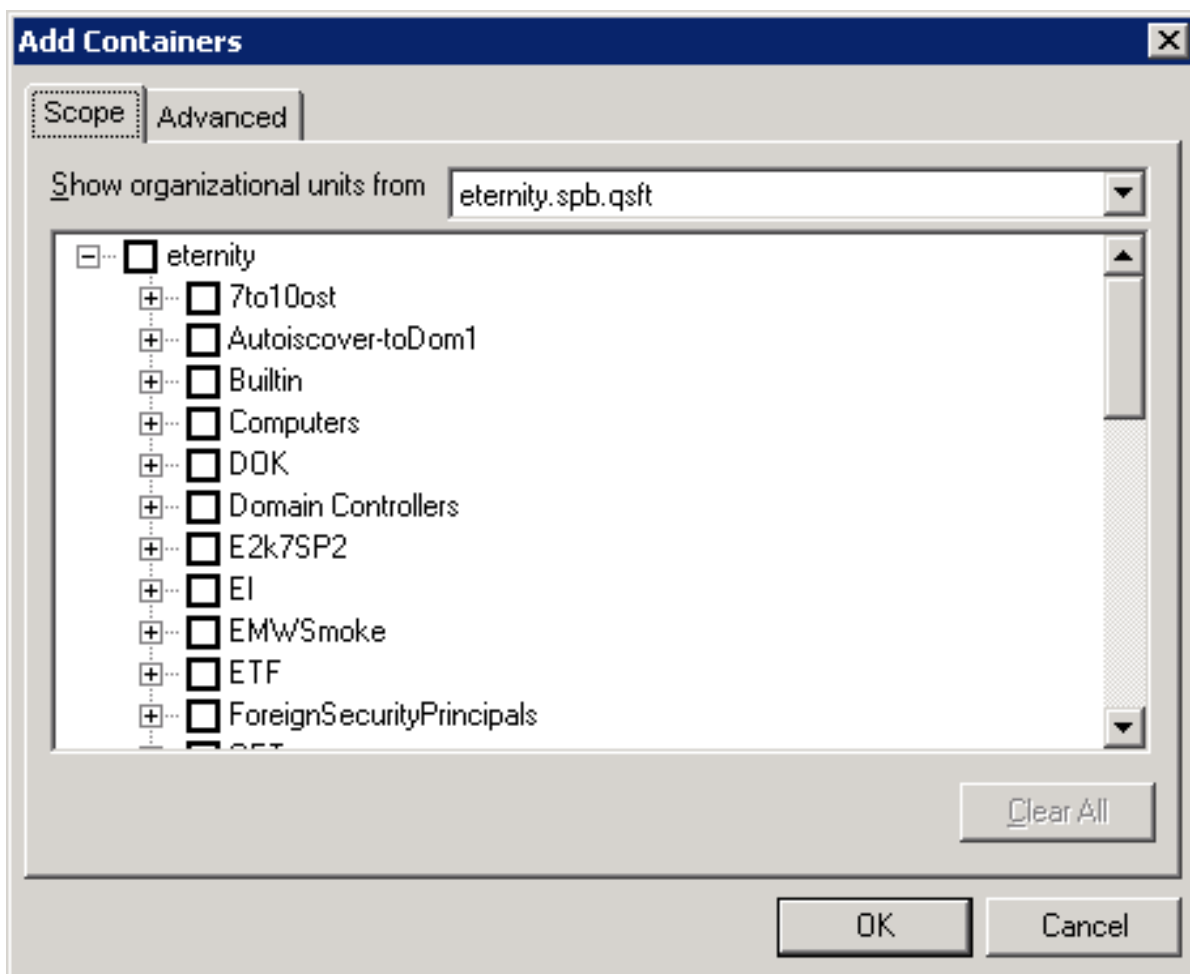 Add Containers
Scope
Advanced
Show organizational units from
eternity.spb.qsft
eternity
7to10ost
Autoiscover-toDom1
Builtin
Computers
DOK
Domain Controllers
E2k7SP2
EI
EMWSmoke
ETF
ForeignSecurityPrincipals
Clear All
OK
Cancel